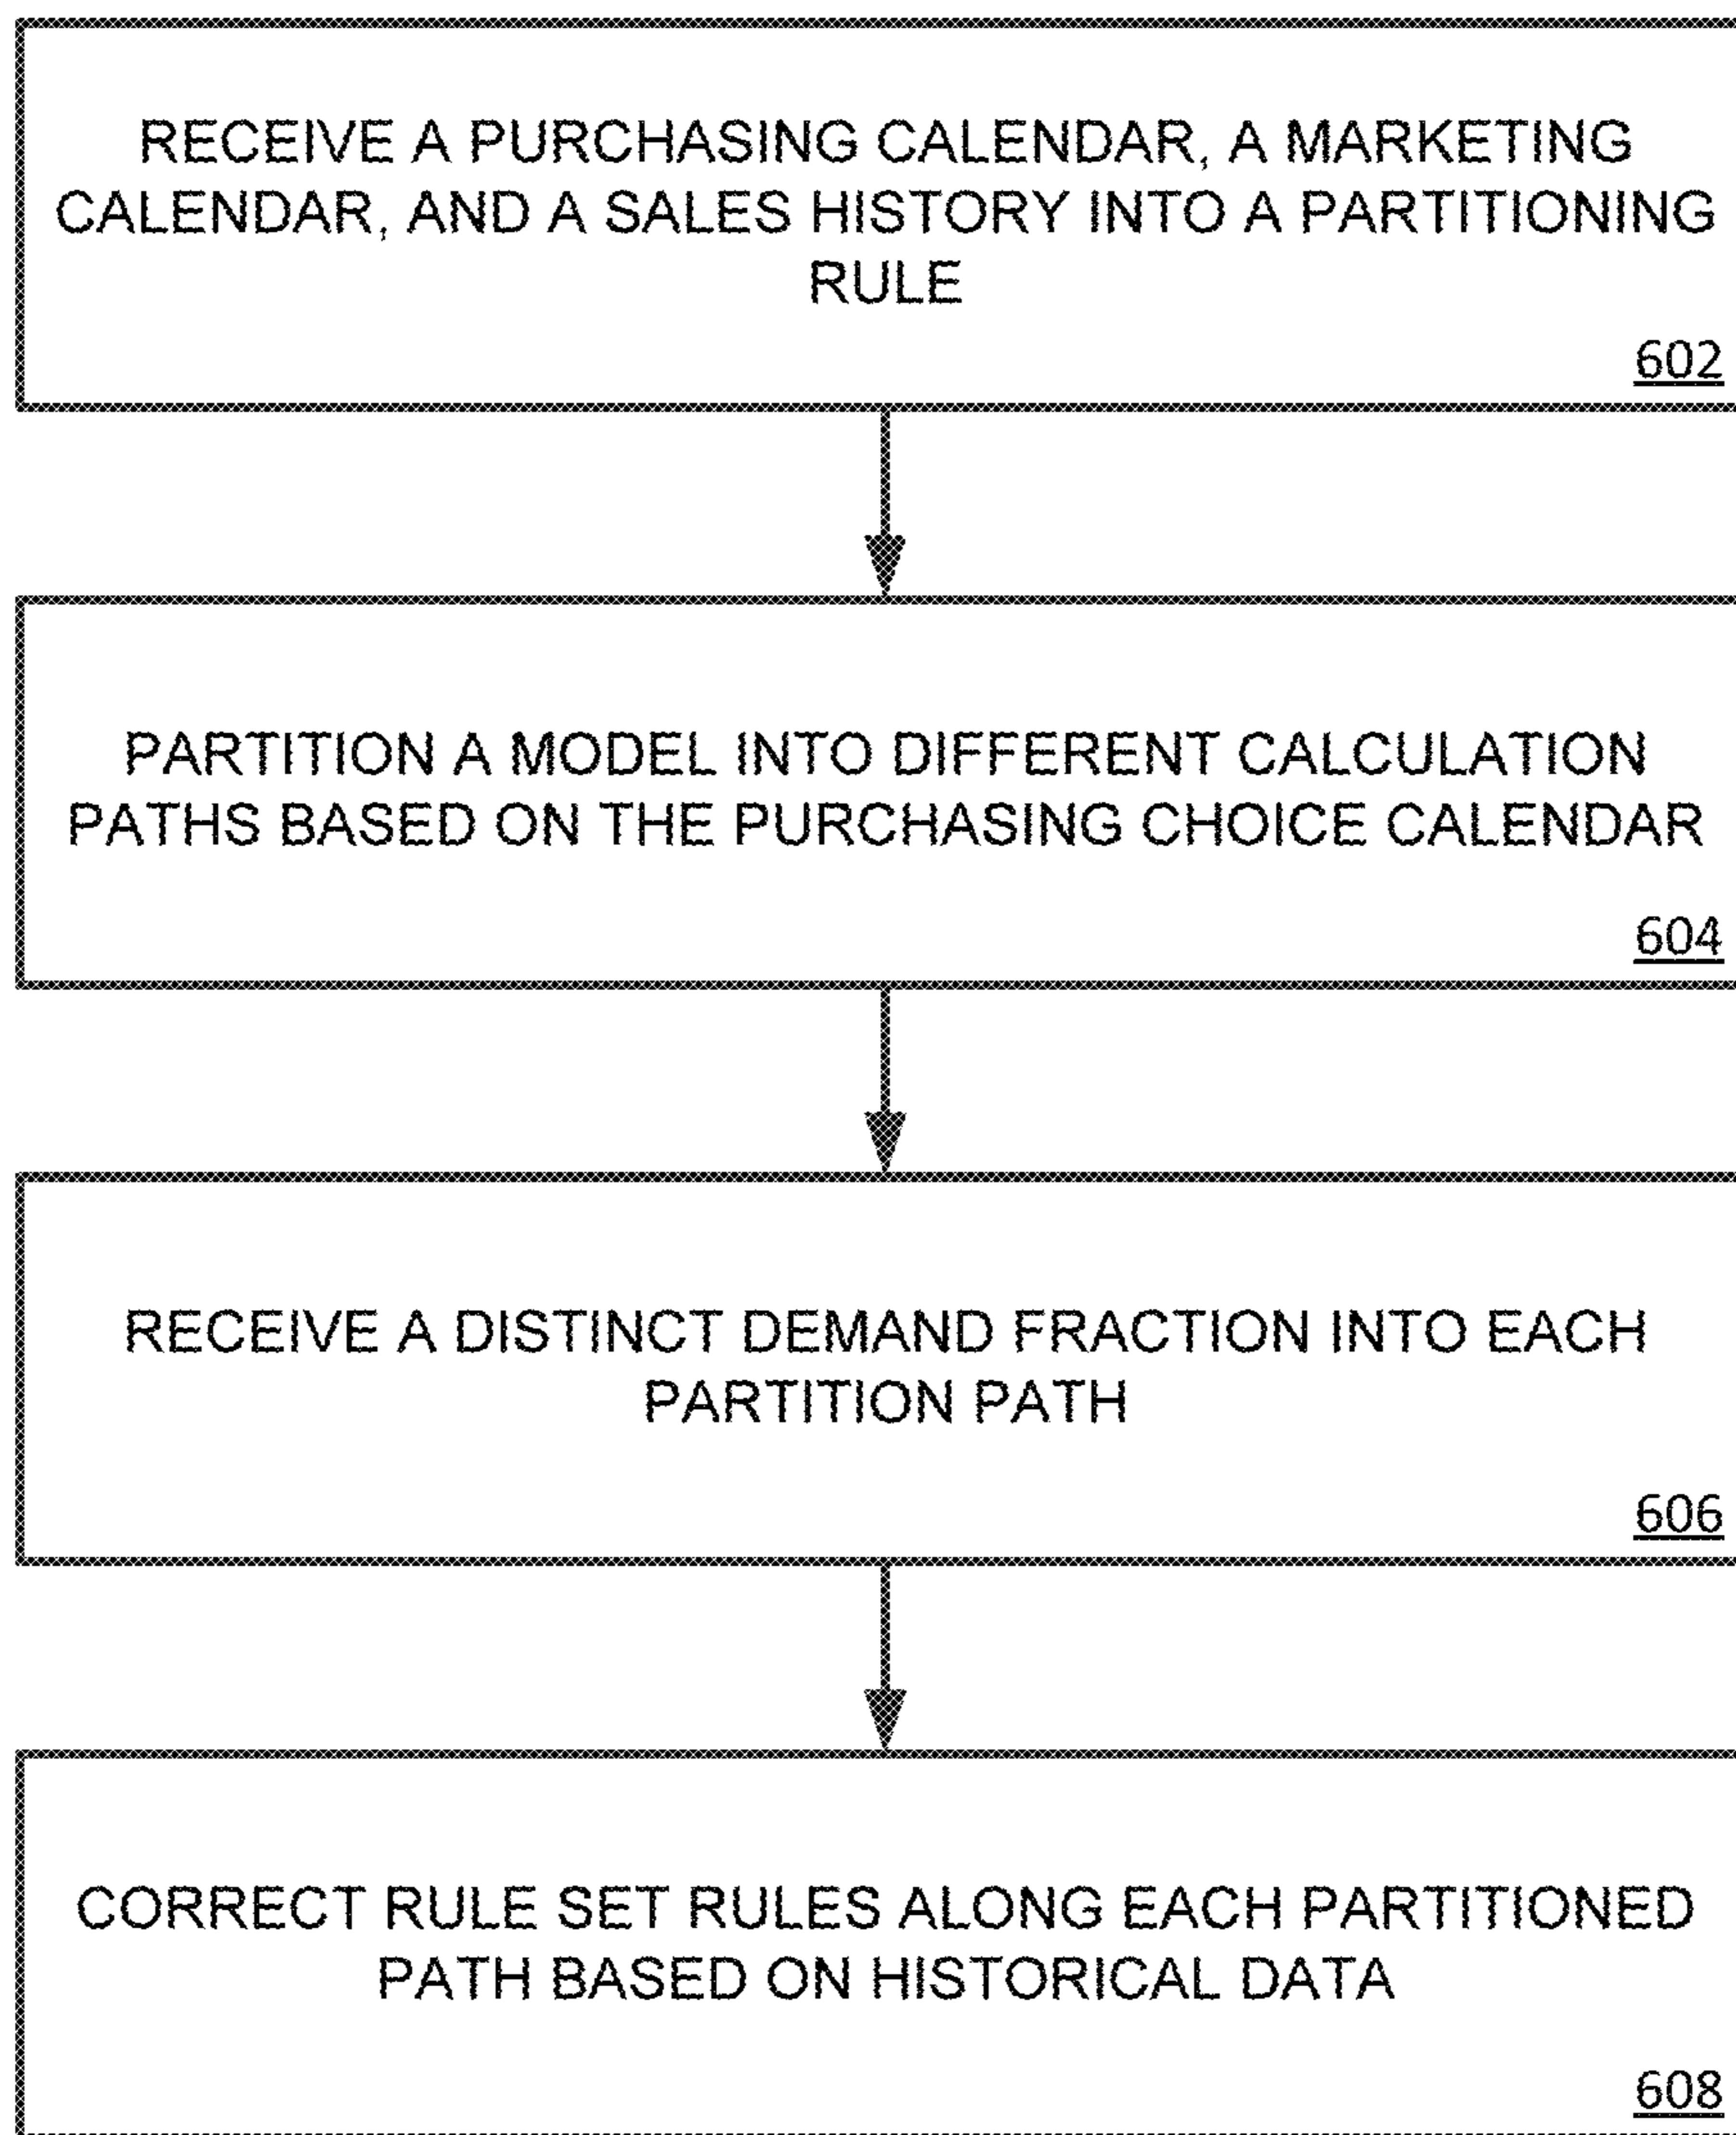 RECEIVE A PURCHASING CALENDAR, A MARKETING
CALENDAR, AND A SALES HISTORY INTO A PARTITIONING
RULE
602
PARTITION A MODEL INTO DIFFERENT CALCULATION
PATHS BASED ON THE PURCHASING CHOICE CALENDAR
604
RECEIVE A DISTINCT DEMAND FRACTION INTO EACH
PARTITION PATH
606
CORRECT RULE SET RULES ALONG EACH PARTITIONED
PATH BASED ON HISTORICAL DATA
608